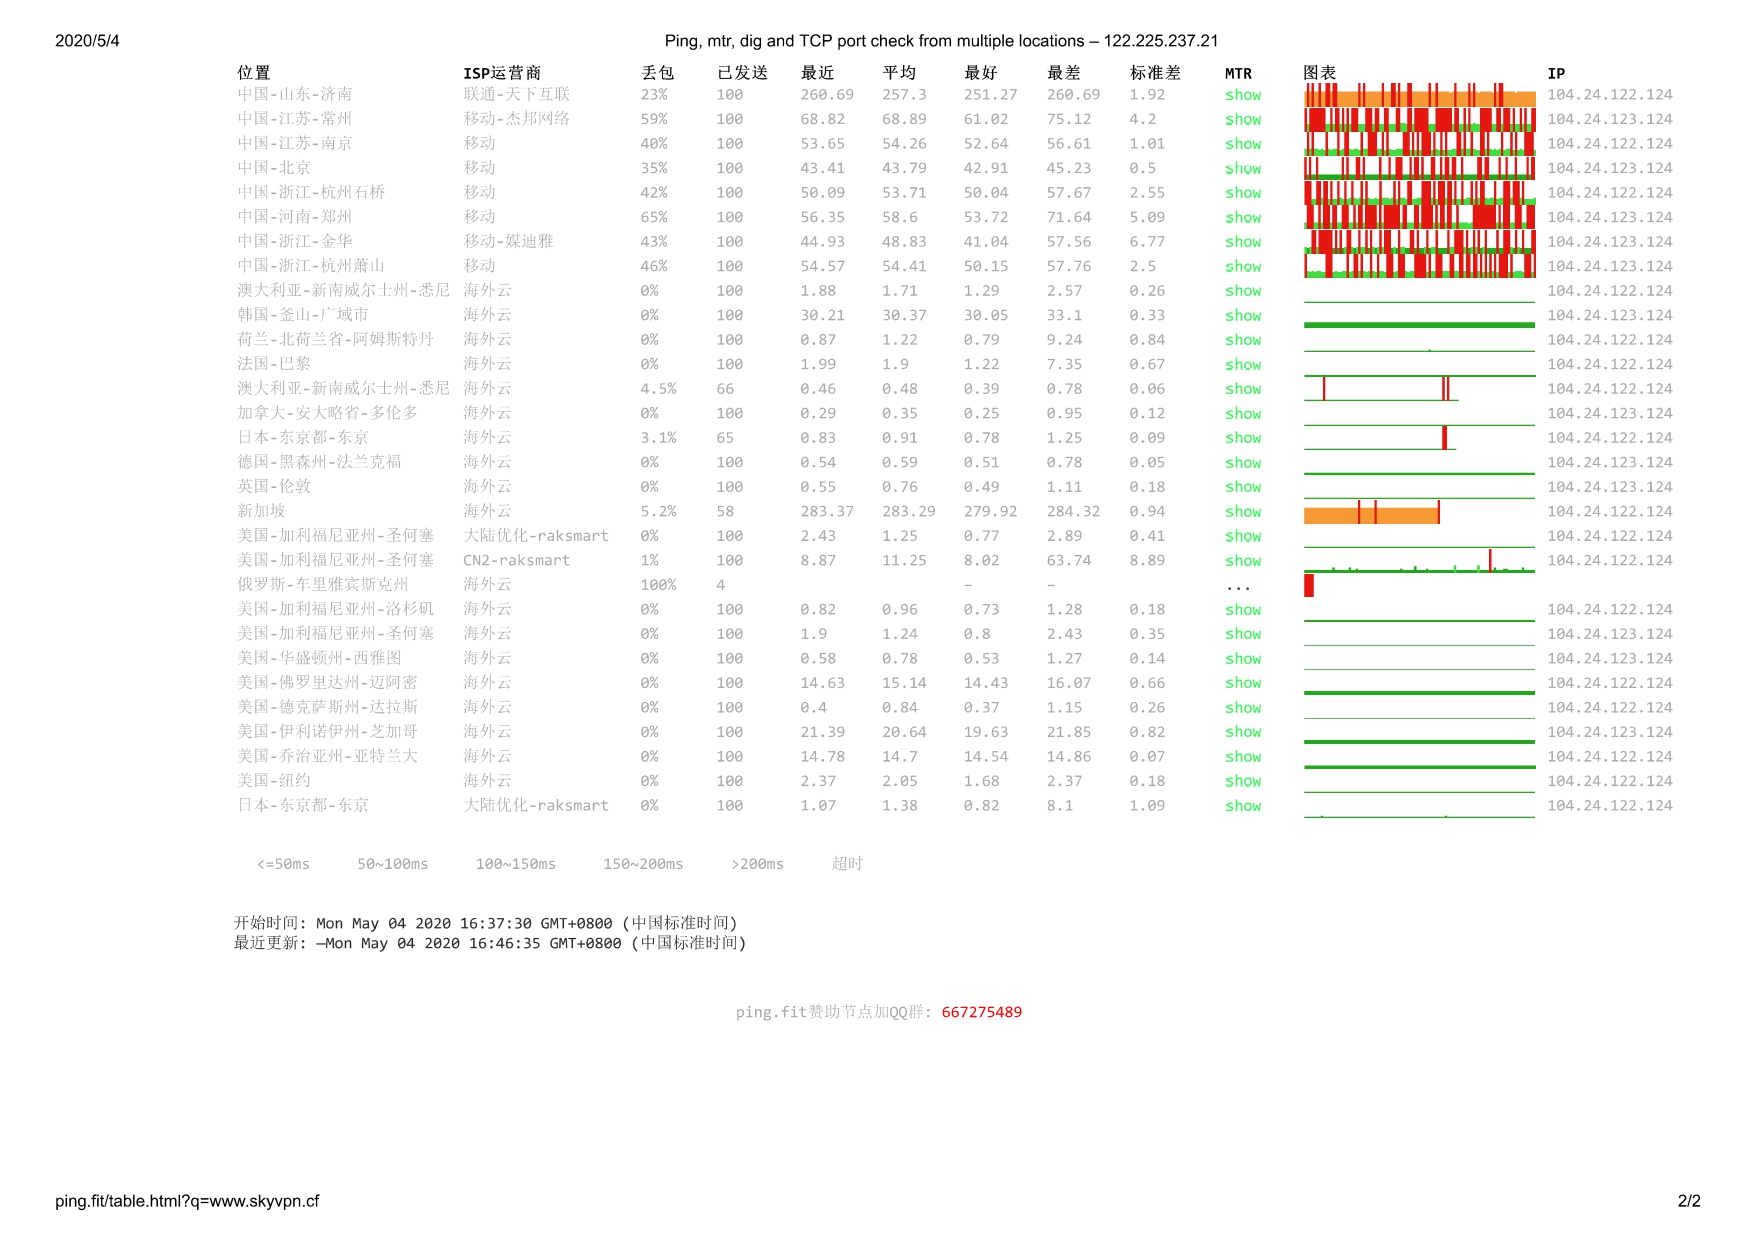 2020/5/4 Ping, mtr, dig and TCP port check from multiple locations – 122.225.237.21
位置 ISP运营商 丢包 已发送 最近 平均 最好 最差 标准差 MTR 图表 IP
中国-山东-济南 联通-天下互联 23% 100 260.69 257.3 251.27 260.69 1.92 show 104.24.122.124
中国-江苏-常州 移动-杰邦网络 59% 100 68.82 68.89 61.02 75.12 4.2 show 104.24.123.124
中国-江苏-南京 移动 40% 100 53.65 54.26 52.64 56.61 1.01 show 104.24.122.124
中国-北京 移动 35% 100 43.41 43.79 42.91 45.23 0.5 show 104.24.123.124
中国-浙江-杭州石桥 移动 42% 100 50.09 53.71 50.04 57.67 2.55 show 104.24.122.124
中国-河南-郑州 移动 65% 100 56.35 58.6 53.72 71.64 5.09 show 104.24.123.124
中国-浙江-金华 移动-媒迪雅 43% 100 44.93 48.83 41.04 57.56 6.77 show 104.24.123.124
中国-浙江-杭州萧山 移动 46% 100 54.57 54.41 50.15 57.76 2.5 show 104.24.123.124
澳大利亚-新南威尔士州-悉尼 海外云 0% 100 1.88 1.71 1.29 2.57 0.26 show 104.24.122.124
韩国-釜山-广域市 海外云 0% 100 30.21 30.37 30.05 33.1 0.33 show 104.24.123.124
荷兰-北荷兰省-阿姆斯特丹 海外云 0% 100 0.87 1.22 0.79 9.24 0.84 show 104.24.122.124
法国-巴黎 海外云 0% 100 1.99 1.9 1.22 7.35 0.67 show 104.24.122.124
澳大利亚-新南威尔士州-悉尼 海外云 4.5% 66 0.46 0.48 0.39 0.78 0.06 show 104.24.122.124
加拿大-安大略省-多伦多 海外云 0% 100 0.29 0.35 0.25 0.95 0.12 show 104.24.123.124
日本-东京都-东京 海外云 3.1% 65 0.83 0.91 0.78 1.25 0.09 show 104.24.122.124
德国-黑森州-法兰克福 海外云 0% 100 0.54 0.59 0.51 0.78 0.05 show 104.24.123.124
英国-伦敦 海外云 0% 100 0.55 0.76 0.49 1.11 0.18 show 104.24.123.124
新加坡 海外云 5.2% 58 283.37 283.29 279.92 284.32 0.94 show 104.24.122.124
美国-加利福尼亚州-圣何塞 大陆优化-raksmart 0% 100 2.43 1.25 0.77 2.89 0.41 show 104.24.122.124
美国-加利福尼亚州-圣何塞 CN2-raksmart 1% 100 8.87 11.25 8.02 63.74 8.89 show 104.24.122.124
俄罗斯-车里雅宾斯克州 海外云 100% 4 – – ...
美国-加利福尼亚州-洛杉矶 海外云 0% 100 0.82 0.96 0.73 1.28 0.18 show 104.24.122.124
美国-加利福尼亚州-圣何塞 海外云 0% 100 1.9 1.24 0.8 2.43 0.35 show 104.24.123.124
美国-华盛顿州-西雅图 海外云 0% 100 0.58 0.78 0.53 1.27 0.14 show 104.24.123.124
美国-佛罗里达州-迈阿密 海外云 0% 100 14.63 15.14 14.43 16.07 0.66 show 104.24.122.124
美国-德克萨斯州-达拉斯 海外云 0% 100 0.4 0.84 0.37 1.15 0.26 show 104.24.122.124
美国-伊利诺伊州-芝加哥 海外云 0% 100 21.39 20.64 19.63 21.85 0.82 show 104.24.123.124
美国-乔治亚州-亚特兰大 海外云 0% 100 14.78 14.7 14.54 14.86 0.07 show 104.24.123.124
美国-纽约 海外云 0% 100 2.37 2.05 1.68 2.37 0.18 show 104.24.122.124
日本-东京都-东京 大陆优化-raksmart 0% 100 1.07 1.38 0.82 8.1 1.09 show 104.24.122.124
<=50ms 50~100ms 100~150ms 150~200ms >200ms 超时
开始时间: Mon May 04 2020 16:37:30 GMT+0800 (中国标准时间)
最近更新: —Mon May 04 2020 16:46:35 GMT+0800 (中国标准时间)
ping.fit赞助节点加QQ群: 667275489
ping.fit/table.html?q=www.skyvpn.cf 2/2